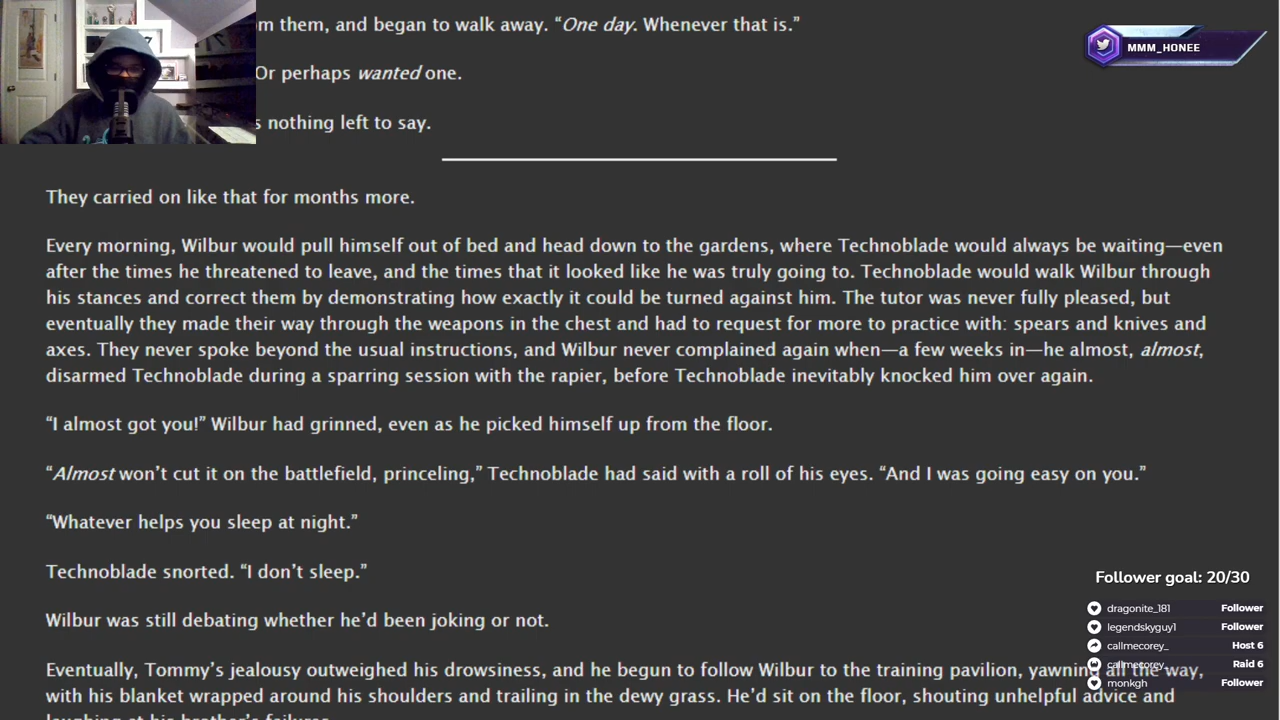 om them, and began to walk away. “One day. Whenever that is.”
MMM_HONEE
Or perhaps wanted one.
s nothing left to say.
They carried on like that for months more.
Every morning, Wilbur would pull himself out of bed and head down to the gardens, where Technoblade would always be waiting—even
after the times he threatened to leave, and the times that it looked like he was truly going to. Technoblade would walk Wilbur through
his stances and correct them by demonstrating how exactly it could be turned against him. The tutor was never fully pleased, but
eventually they made their way through the weapons in the chest and had to request for more to practice with: spears and knives and
axes. They never spoke beyond the usual instructions, and Wilbur never complained again when—a few weeks in—he almost, almost,
disarmed Technoblade during a sparring session with the rapier, before Technoblade inevitably knocked him over again.
“I almost got you!” Wilbur had grinned, even as he picked himself up from the floor.
“Almost won’t cut it on the battlefield, princeling,” Technoblade had said with a roll of his eyes. “And I was going easy on you.”
“Whatever helps you sleep at night.”
Technoblade snorted. “I don’t sleep.”
Wilbur was still debating whether he’d been joking or not.
Eventually, Tommy’s jealousy outweighed his drowsiness, and he begun to follow Wilbur to the training pavilion, yawning all the way,
with his blanket wrapped around his shoulders and trailing in the dewy grass. He’d sit on the floor, shouting unhelpful advice and
laughing at his brother’s failures.
Follower goal: 20/30
dragonite_181 Follower
legendskyguy1 Follower
callmecorey_ Host 6
callmecorey_ Raid 6
monkgh Follower